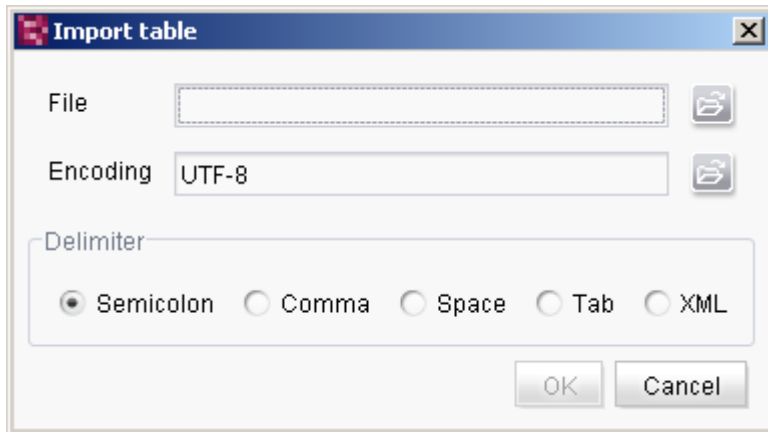 Import table
File
Encoding UTF-8
Delimiter
Semicolon Comma Space Tab XML
OK Cancel